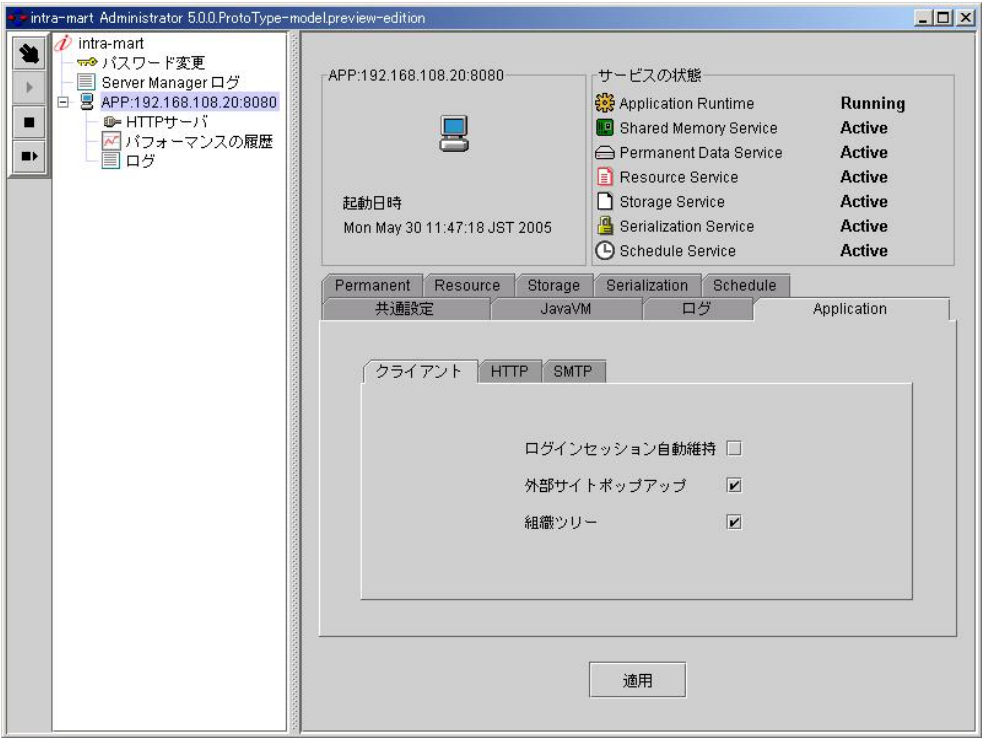 intra-mart Administrator 5.0.0.ProtoType-model.preview-edition
intra-mart
パスワード変更
Server Manager ログ
APP:192.168.108.20:8080
HTTPサーバ
パフォーマンスの履歴
ログ
APP:192.168.108.20:8080
起動日時
Mon May 30 11:47:18 JST 2005
サービスの状態
Application Runtime Running
Shared Memory Service Active
Permanent Data Service Active
Resource Service Active
Storage Service Active
Serialization Service Active
Schedule Service Active
Permanent Resource Storage Serialization Schedule
共通設定 JavaVM ログ Application
クライアント HTTP SMTP
ログインセッション自動維持
外部サイトポップアップ
組織ツリー
適用